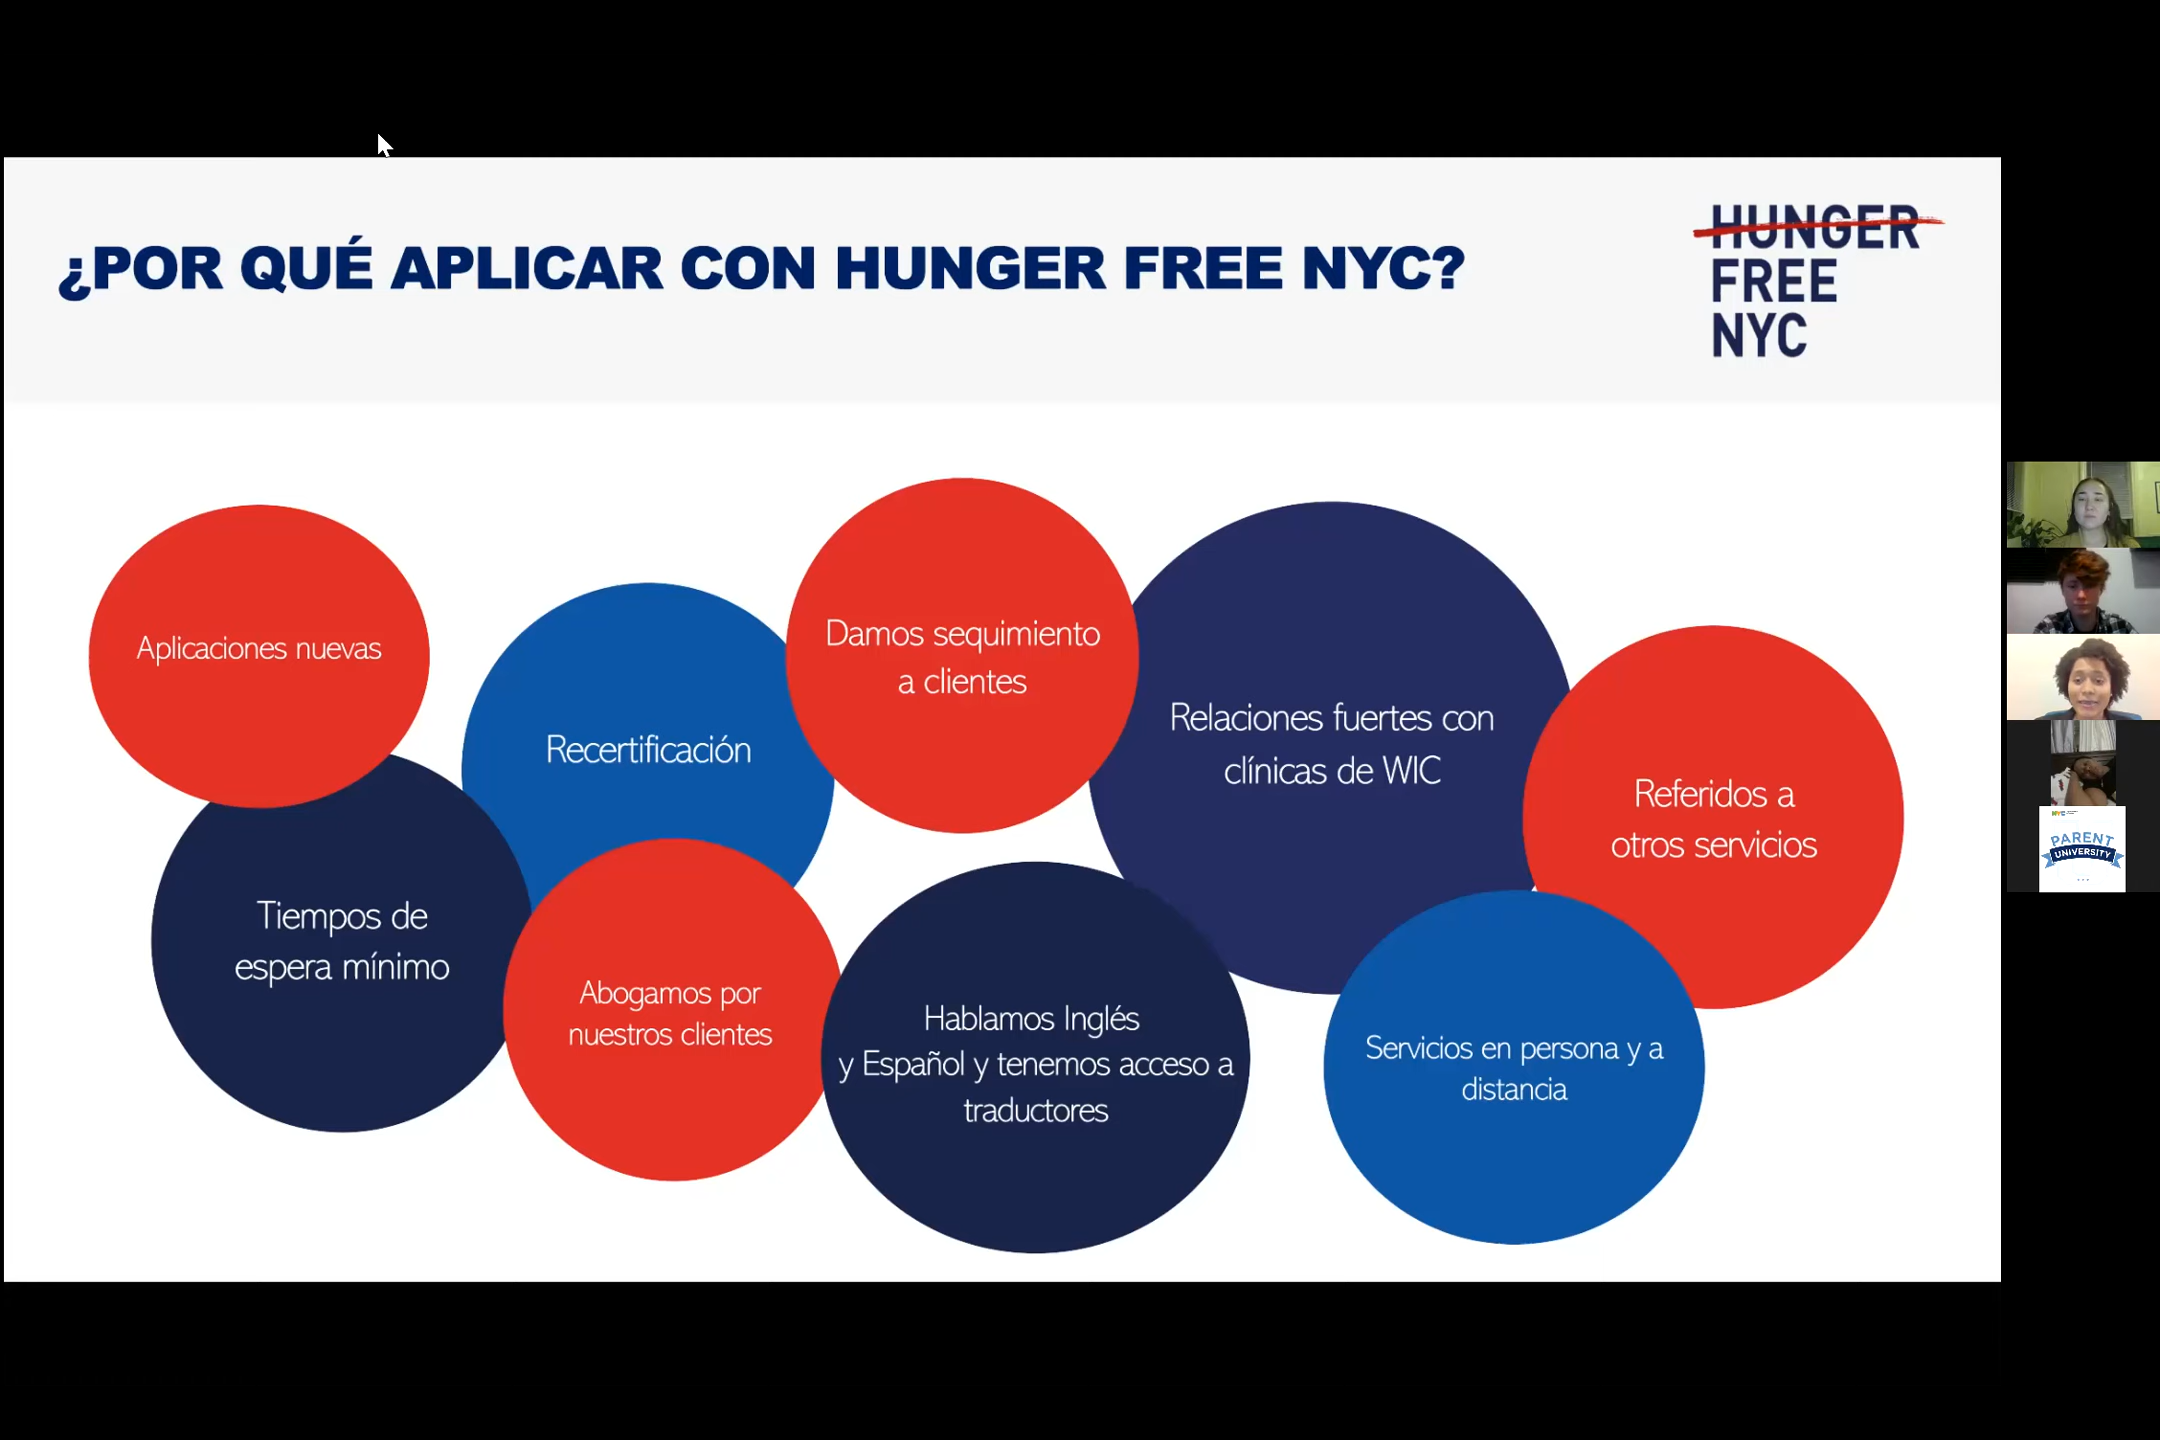 ¿POR QUÉ APLICAR CON HUNGER FREE NYC?
HUNGER
FREE
NYC
Aplicaciones nuevas
Recertificación
Damos sequimiento
a clientes
Relaciones fuertes con
clínicas de WIC
Referidos a
otros servicios
Tiempos de
espera mínimo
Abogamos por
nuestros clientes
Hablamos Inglés
y Español y tenemos acceso a
traductores
Servicios en persona y a
distancia
PARENT
UNIVERSITY